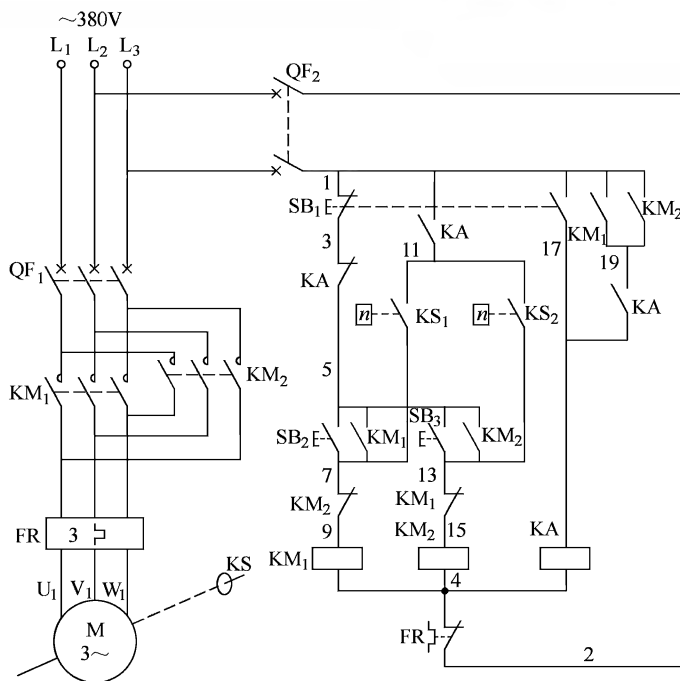 ～380V
L₁ L₂ L₃
QF₂
1
SB₁
KM₂
3
11
KA
17
KM₁
19
QF₁
KA
n
KS₁
n
KS₂
KA
5
KM₁
KM₂
SB₂
KM₁
SB₃
KM₂
7
13
KM₂
KM₁
9
KM₂
15
KA
FR
3
KM₁
4
KS
U₁
V₁
W₁
M
3～
FR
2